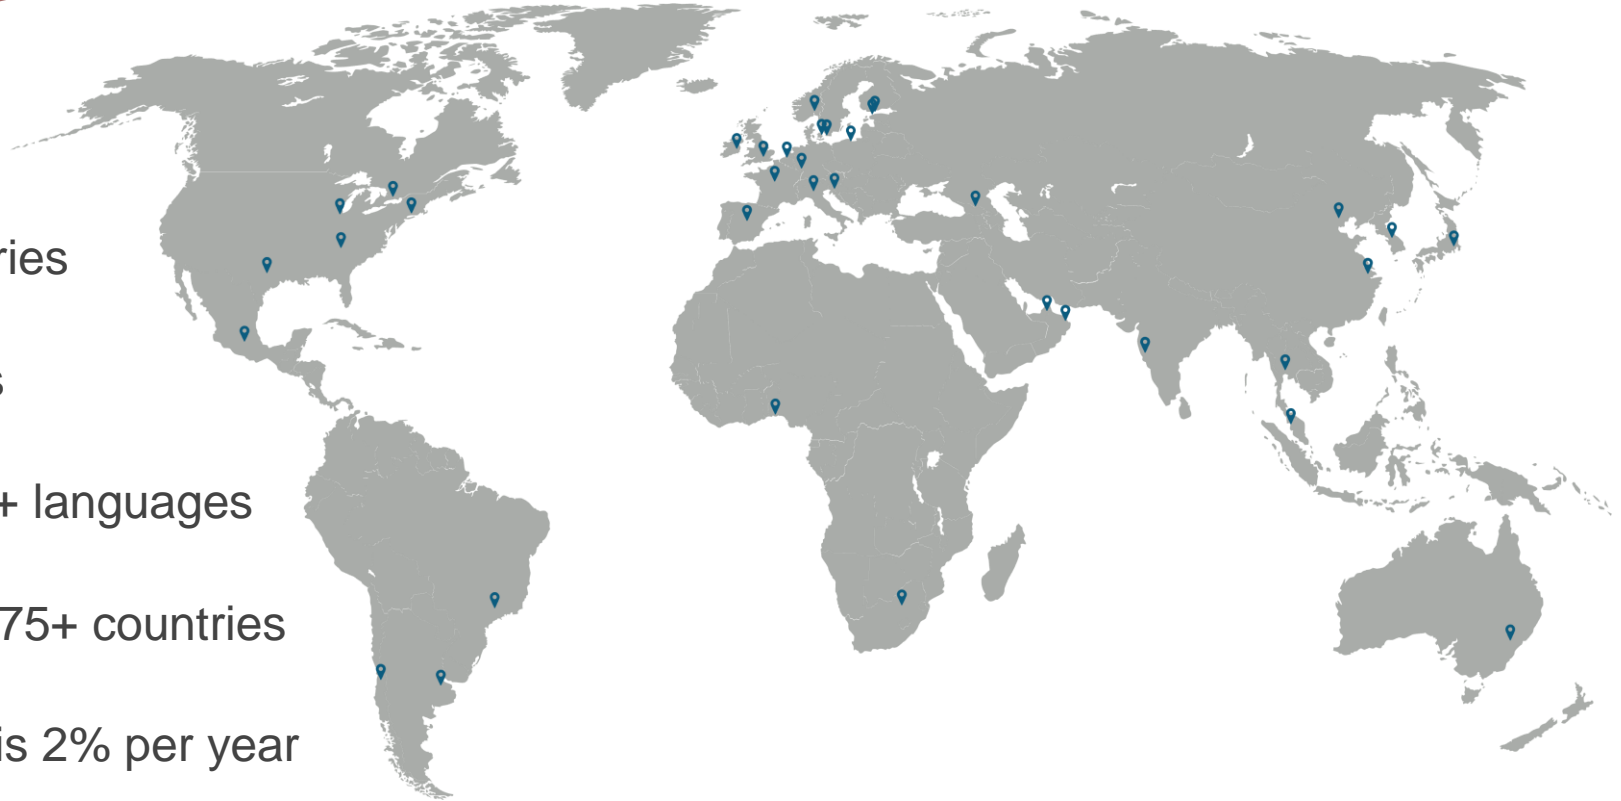 ries
s
+ languages
75+ countries
is 2% per year